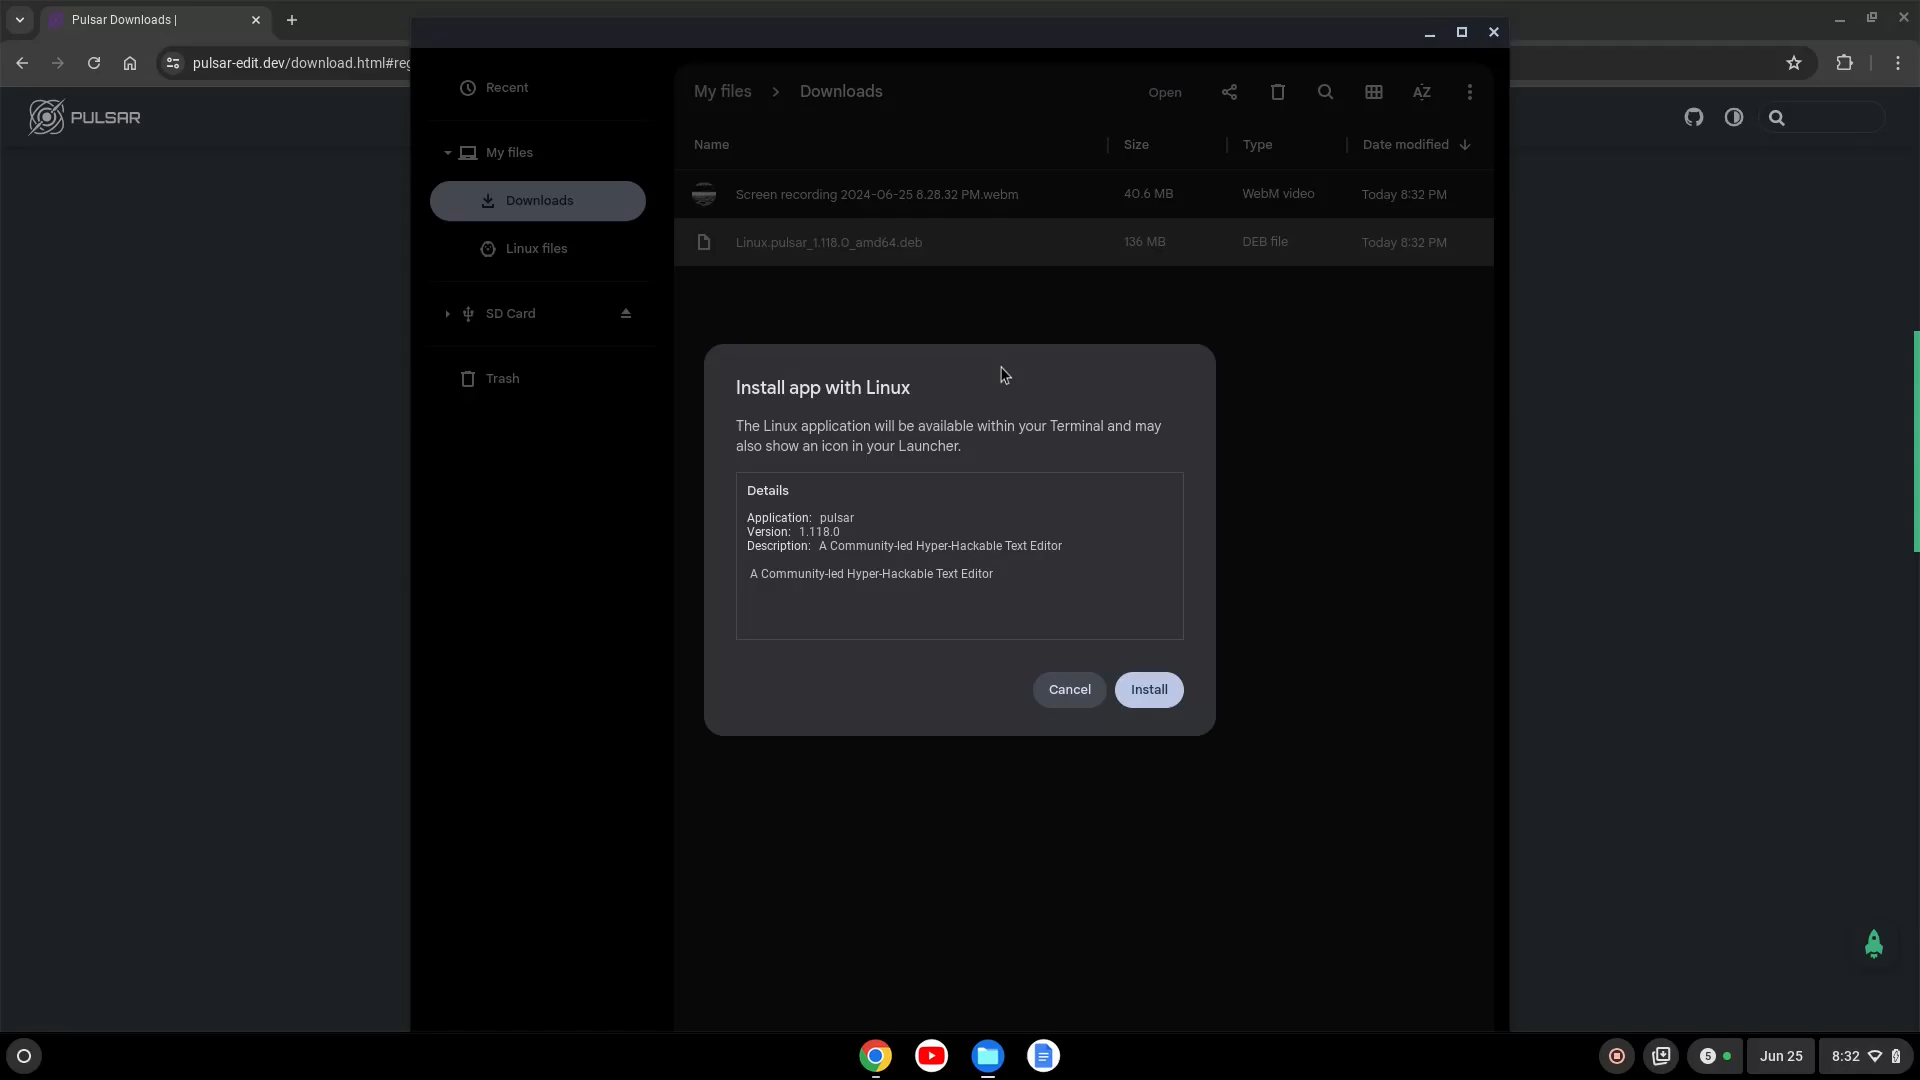 Pulsar Downloads |
pulsar-edit.dev/download.html#reg
PULSAR
Recent
My files
Downloads
Linux files
SD Card
Trash
My files > Downloads
Open
AZ
Name
Size
Type
Date modified
Screen recording 2024-06-25 8.28.32 PM.webm
40.6 MB
WebM video
Today 8:32 PM
Linux.pulsar_1.118.0_amd64.deb
136 MB
DEB file
Today 8:32 PM
Install app with Linux
The Linux application will be available within your Terminal and may
also show an icon in your Launcher.
Details
Application: pulsar
Version: 1.118.0
Description: A Community-led Hyper-Hackable Text Editor
A Community-led Hyper-Hackable Text Editor
Cancel
Install
5
Jun 25
8:32